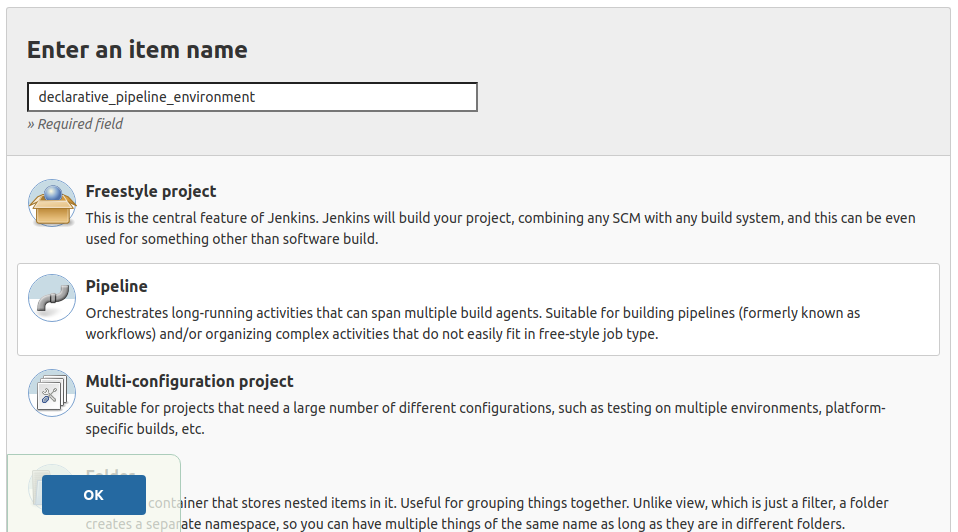 Enter an item name
declarative_pipeline_environment
» Required field
Freestyle project
This is the central feature of Jenkins. Jenkins will build your project, combining any SCM with any build system, and this can be even
used for something other than software build.
Pipeline
Orchestrates long-running activities that can span multiple build agents. Suitable for building pipelines (formerly known as
workflows) and/or organizing complex activities that do not easily fit in free-style job type.
Multi-configuration project
Suitable for projects that need a large number of different configurations, such as testing on multiple environments, platform-
specific builds, etc.
Folder
container that stores nested items in it. Useful for grouping things together. Unlike view, which is just a filter, a folder
creates a separate namespace, so you can have multiple things of the same name as long as they are in different folders.
OK